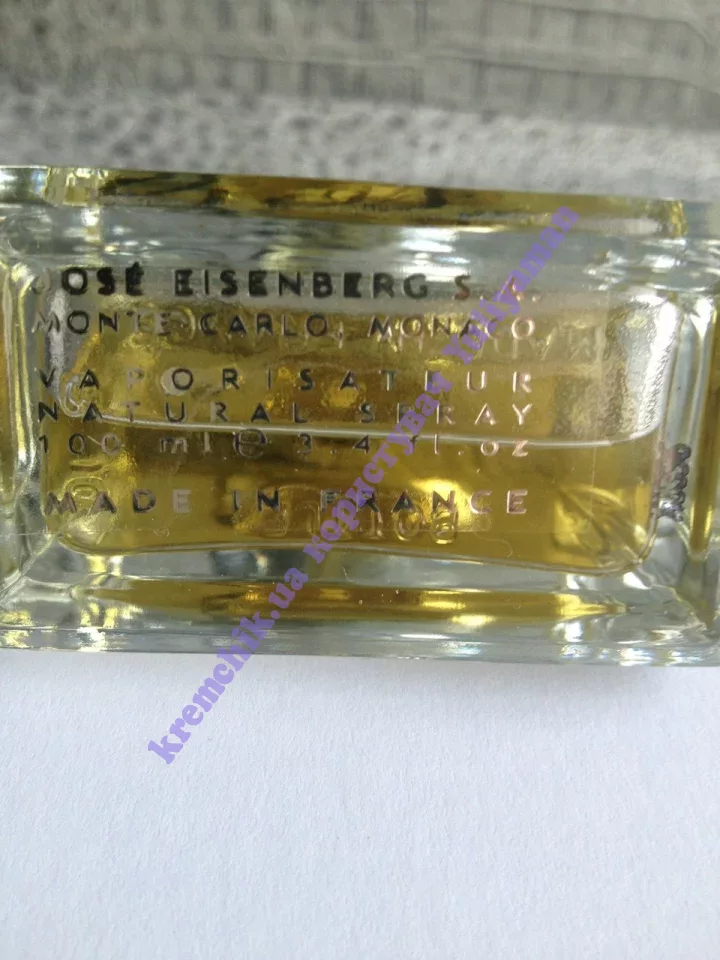 JOSÉ EISENBERG S.A.
MONTE-CARLO, MONACO
VAPORISATEUR
NATURAL SPRAY
100 ml ℮ 3.4 fl.oz
MADE IN FRANCE
kremchik.ua користувач Yuliyaman